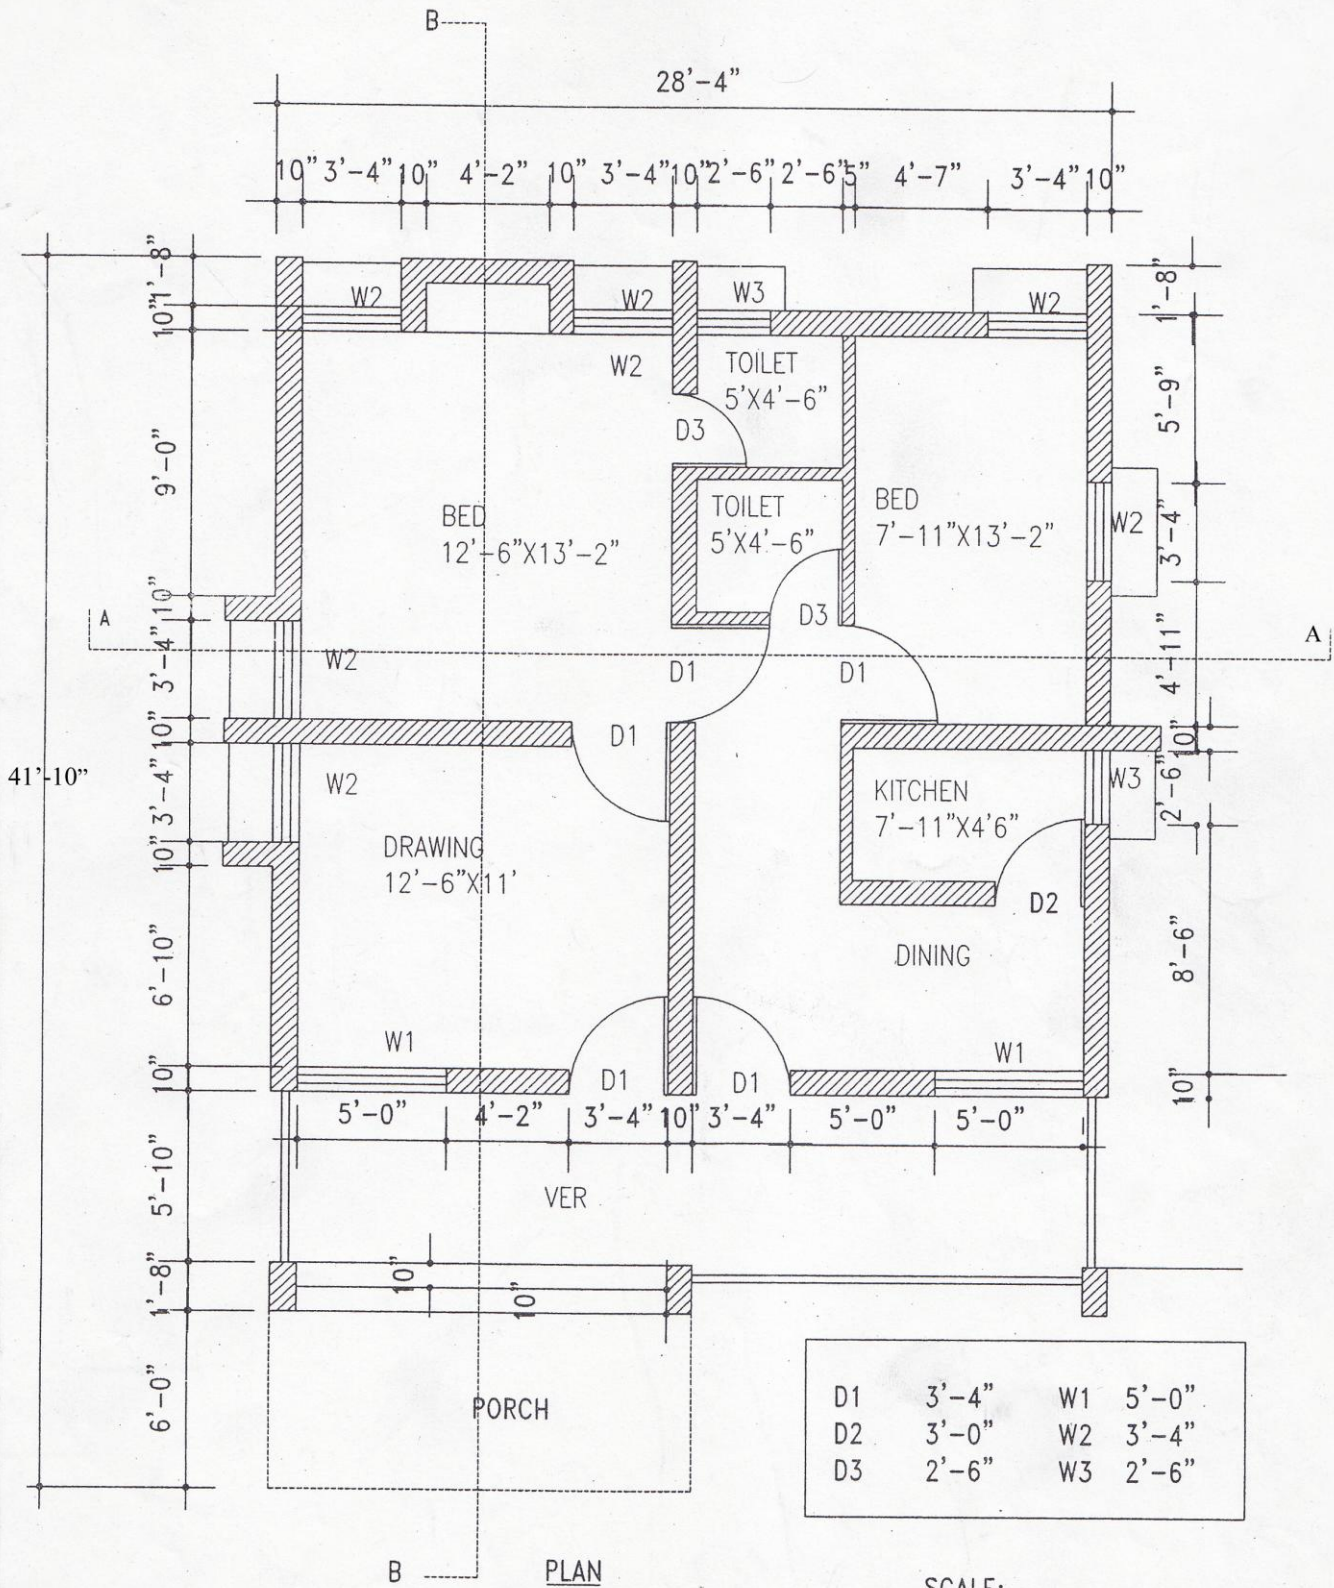 B
28'-4"
10" 3'-4" 10" 4'-2" 10" 3'-4" 10" 2'-6" 2'-6" 5" 4'-7" 3'-4" 10"
1'-8"
10"
9'-0"
10"
3'-4"
10"
3'-4"
10"
6'-10"
10"
5'-10"
1'-8"
6'-0"
41'-10"
W2
W2
W3
W2
W2
TOILET
5'X4'-6"
D3
BED
12'-6"X13'-2"
TOILET
5'X4'-6"
BED
7'-11"X13'-2"
W2
D3
A
A
W2
D1
D1
D1
W2
KITCHEN
7'-11"X4'6"
W3
DRAWING
12'-6"X11'
D2
DINING
W1
W1
D1
D1
5'-0" 4'-2" 3'-4" 10" 3'-4" 5'-0" 5'-0"
1'-8"
5'-9"
3'-4"
4'-11"
10"
2'-6"
8'-6"
10"
VER
10"
10"
PORCH
D1 3'-4" W1 5'-0"
D2 3'-0" W2 3'-4"
D3 2'-6" W3 2'-6"
B
PLAN
SCALE: